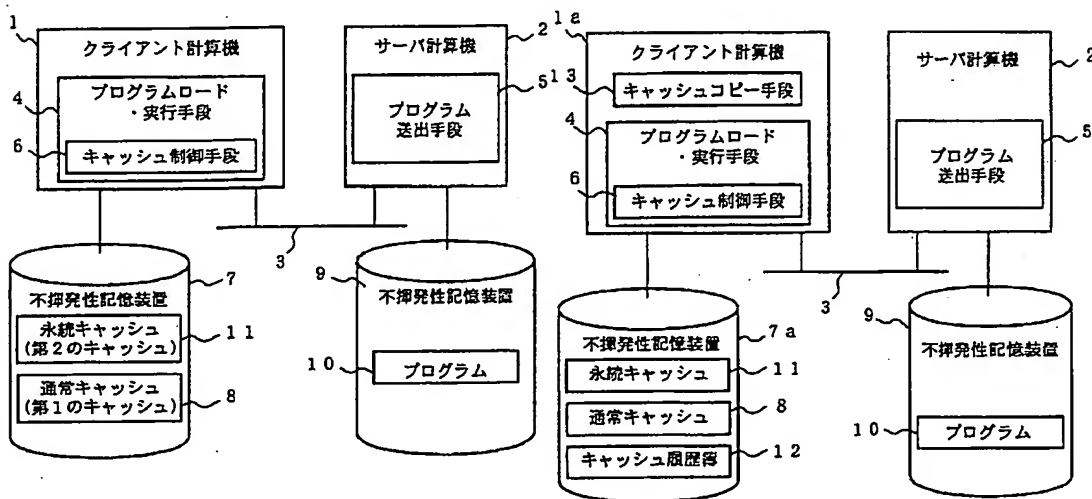 1
クライアント計算機
4
プログラムロード
・実行手段
6
キャッシュ制御手段
サーバ計算機
2
プログラム
送出手段
5
3
不揮発性記憶装置
7
永続キャッシュ
(第2のキャッシュ)
11
通常キャッシュ
(第1のキャッシュ)
8
9
不揮発性記憶装置
10
プログラム
1a
クライアント計算機
13
キャッシュコピー手段
4
プログラムロード
・実行手段
6
キャッシュ制御手段
サーバ計算機
2
プログラム
送出手段
5
3
不揮発性記憶装置
7a
永続キャッシュ
11
通常キャッシュ
8
キャッシュ履歴簿
12
9
不揮発性記憶装置
10
プログラム